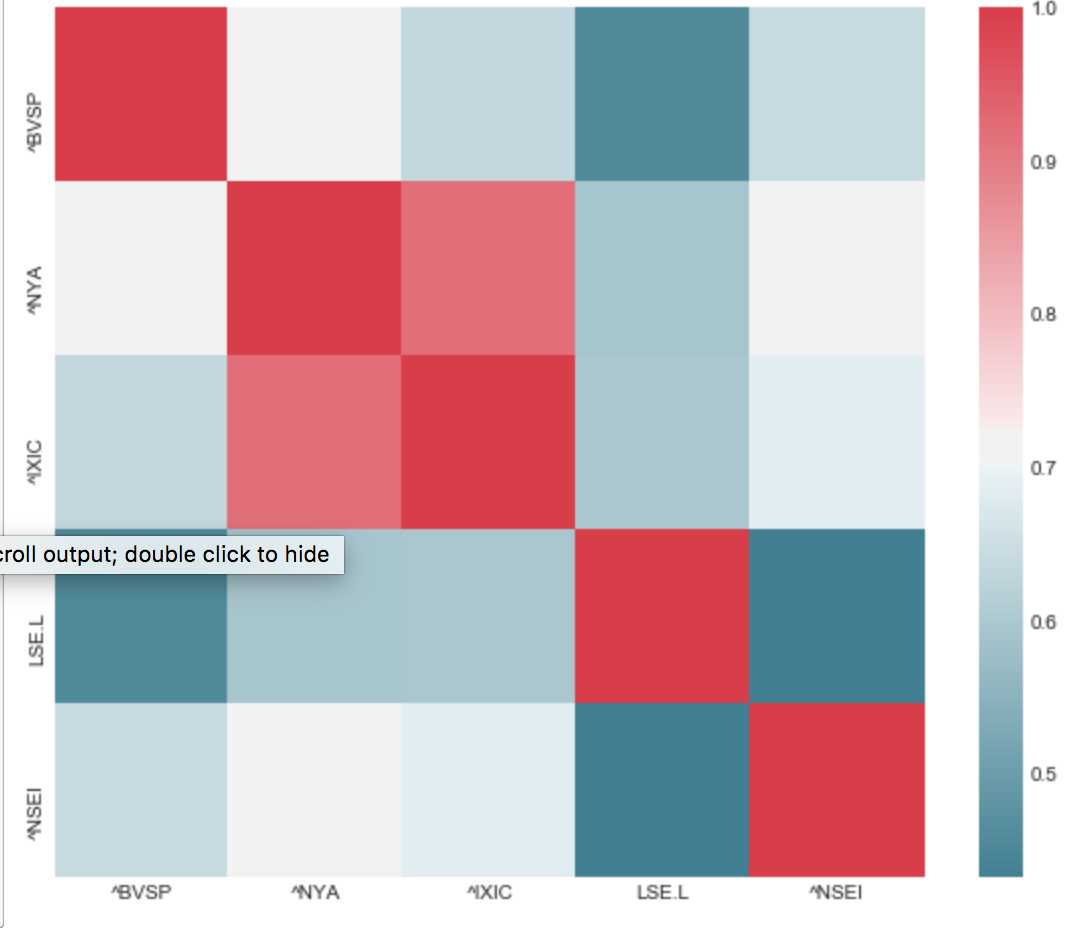 1.0
^BVSP
0.9
^NYA
0.8
^IXIC
0.7
croll output; double click to hide
LSE.L
0.6
^NSEI
0.5
^BVSP ^NYA ^IXIC LSE.L ^NSEI